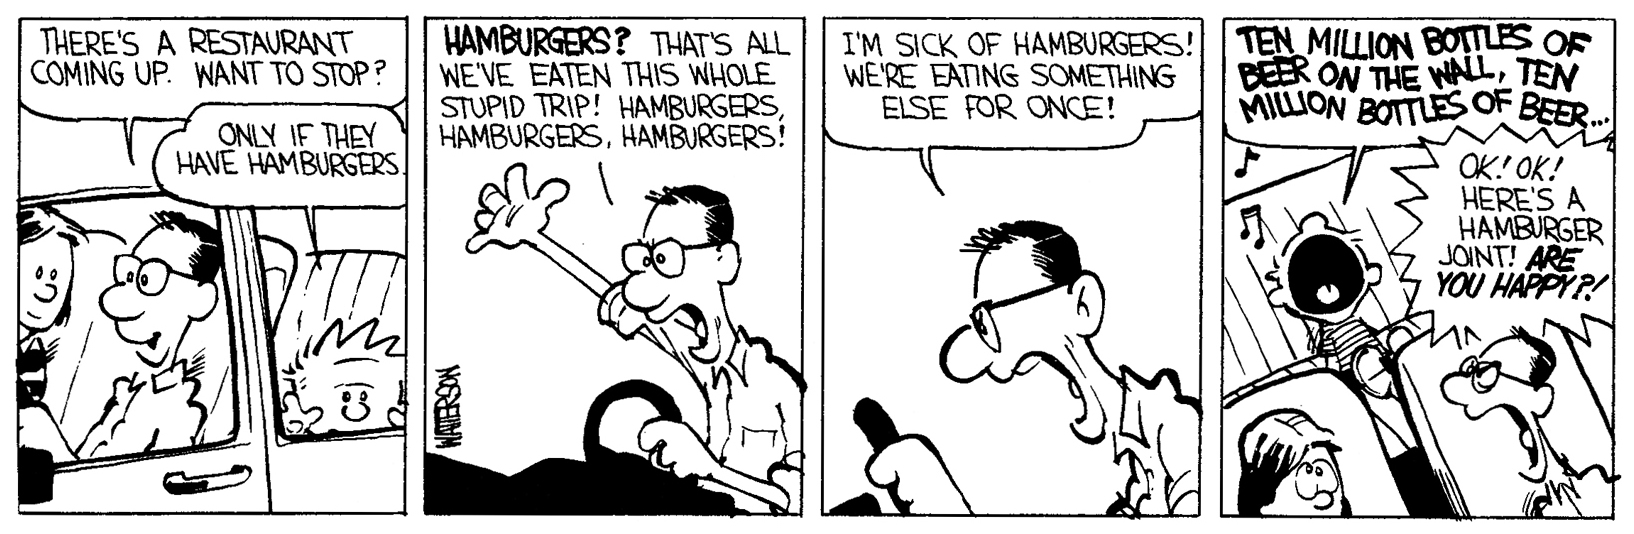 THERE'S A RESTAURANT
COMING UP. WANT TO STOP?
ONLY IF THEY
HAVE HAMBURGERS.
HAMBURGERS? THAT'S ALL
WE'VE EATEN THIS WHOLE
STUPID TRIP! HAMBURGERS,
HAMBURGERS, HAMBURGERS!
WATTERSON
I'M SICK OF HAMBURGERS!
WE'RE EATING SOMETHING
ELSE FOR ONCE!
TEN MILLION BOTTLES OF
BEER ON THE WALL, TEN
MILLION BOTTLES OF BEER...
OK! OK!
HERE'S A
HAMBURGER
JOINT! ARE
YOU HAPPY?!